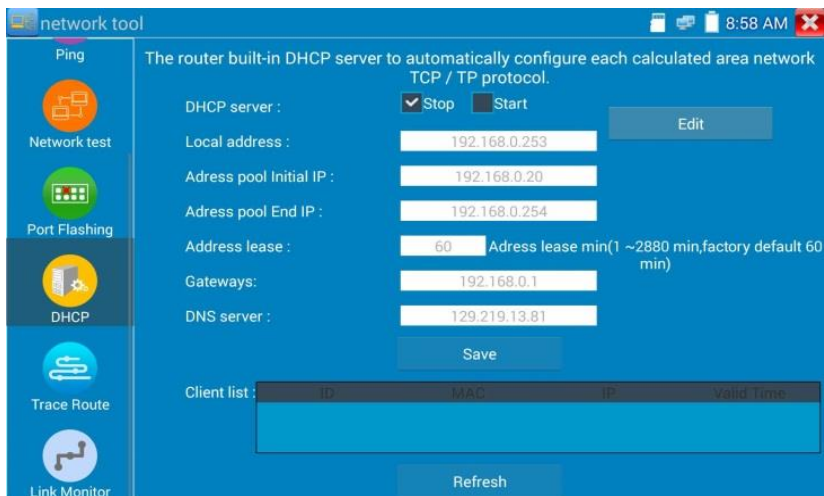 network tool
8:58 AM
Ping
Network test
Port Flashing
DHCP
Trace Route
Link Monitor
The router built-in DHCP server to automatically configure each calculated area network
TCP / TP protocol.
DHCP server :
Stop
Start
Edit
Local address :
192.168.0.253
Adress pool Initial IP :
192.168.0.20
Adress pool End IP :
192.168.0.254
Address lease :
60
Adress lease min(1 ~2880 min,factory default 60
min)
Gateways:
192.168.0.1
DNS server :
129.219.13.81
Save
Client list :
ID
MAC
IP
Valid Time
Refresh